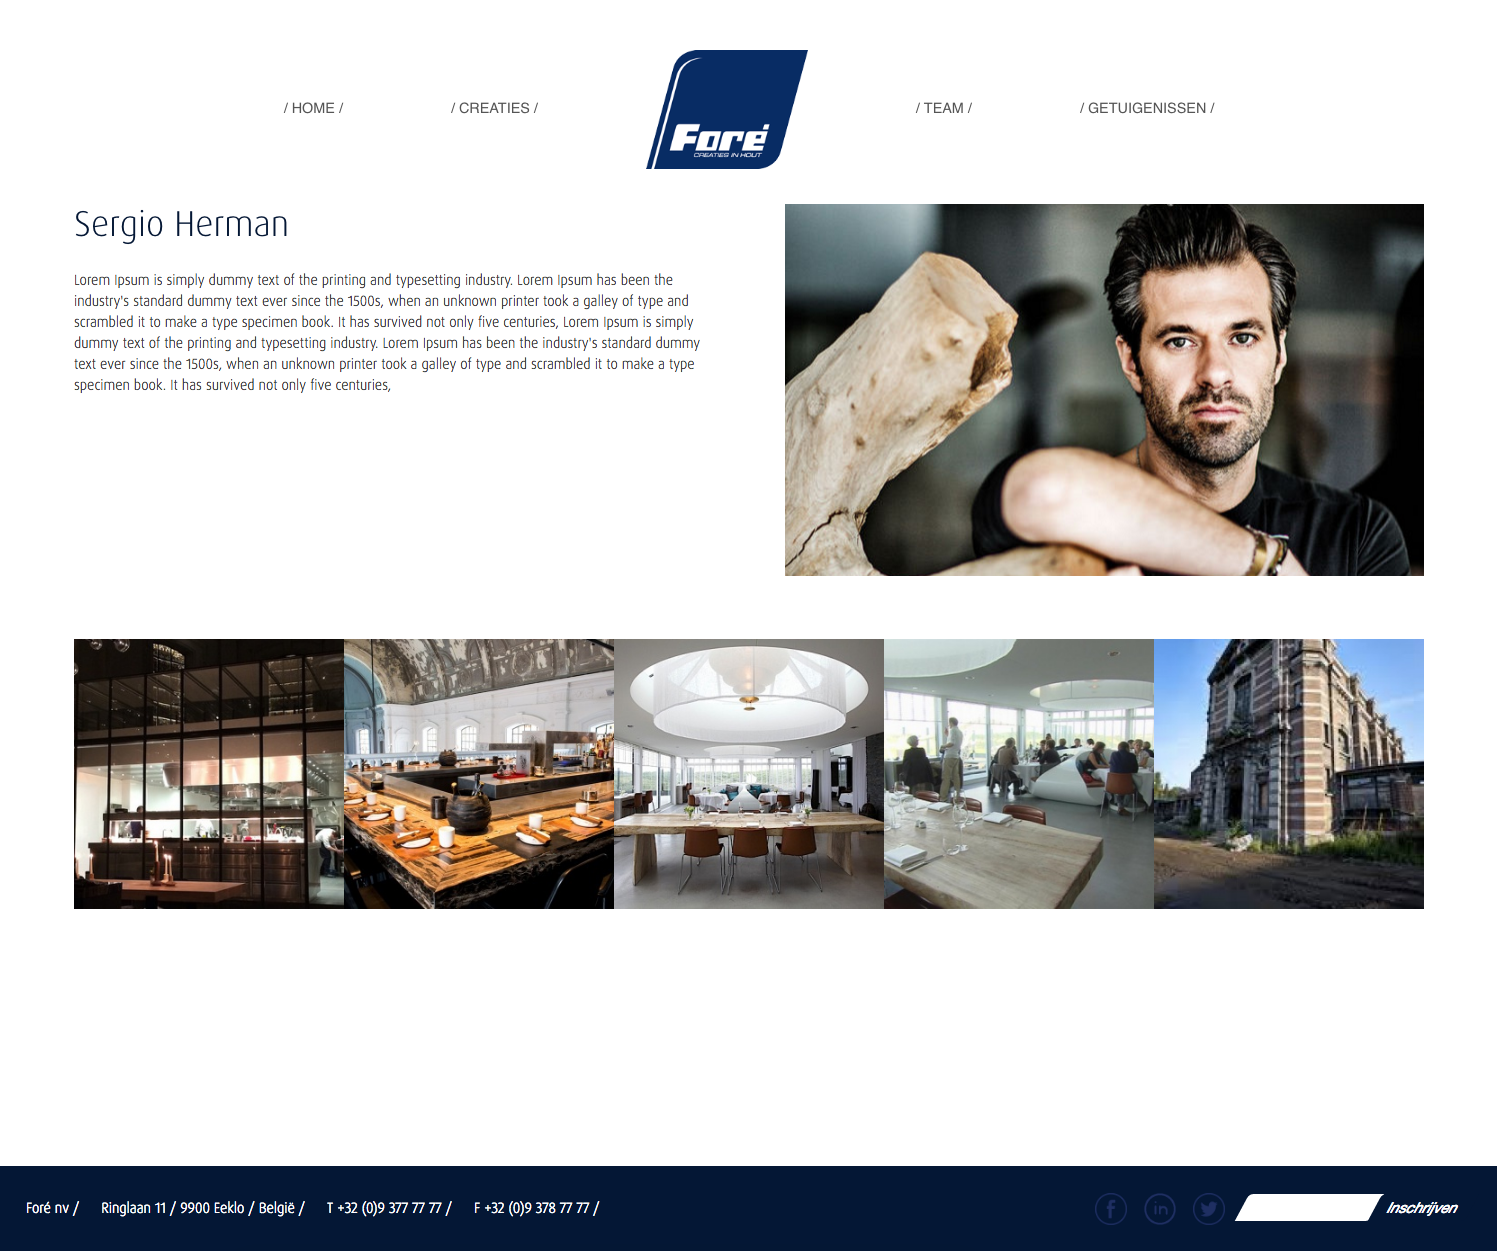 / HOME /
/ CREATIES /
Foré
CREATIES IN HOUT
/ TEAM /
/ GETUIGENISSEN /
Sergio Herman
Lorem Ipsum is simply dummy text of the printing and typesetting industry. Lorem Ipsum has been the
industry's standard dummy text ever since the 1500s, when an unknown printer took a galley of type and
scrambled it to make a type specimen book. It has survived not only five centuries, Lorem Ipsum is simply
dummy text of the printing and typesetting industry. Lorem Ipsum has been the industry's standard dummy
text ever since the 1500s, when an unknown printer took a galley of type and scrambled it to make a type
specimen book. It has survived not only five centuries,
Foré nv / Ringlaan 11 / 9900 Eeklo / België / T +32 (0)9 377 77 77 / F +32 (0)9 378 77 77 /
f in
Inschrijven